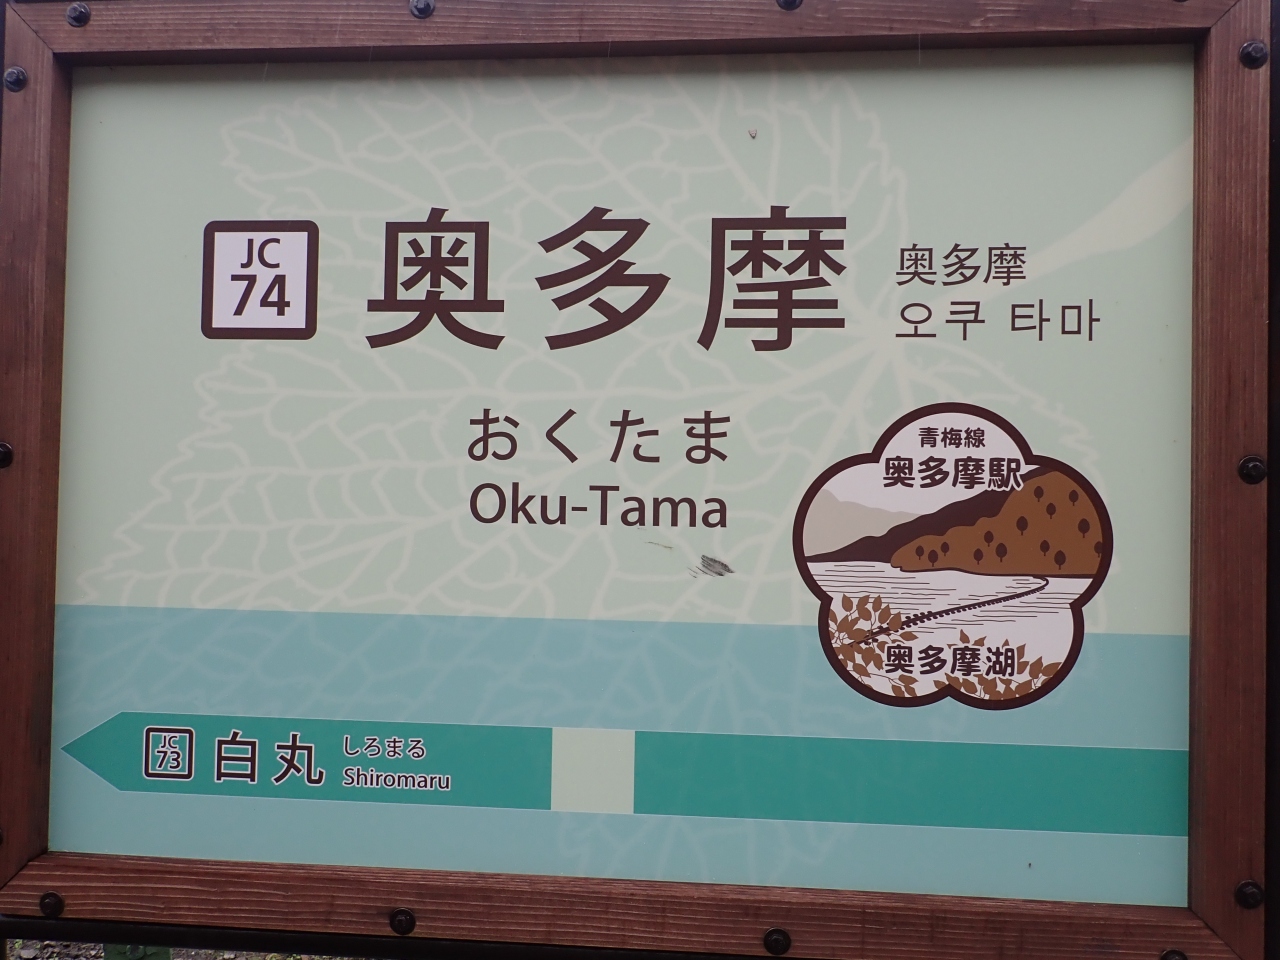 JC
74
奥多摩
奥多摩
오쿠 타마
おくたま
Oku-Tama
青梅線
奥多摩駅
奥多摩湖
JC
73
白丸
しろまる
Shiromaru